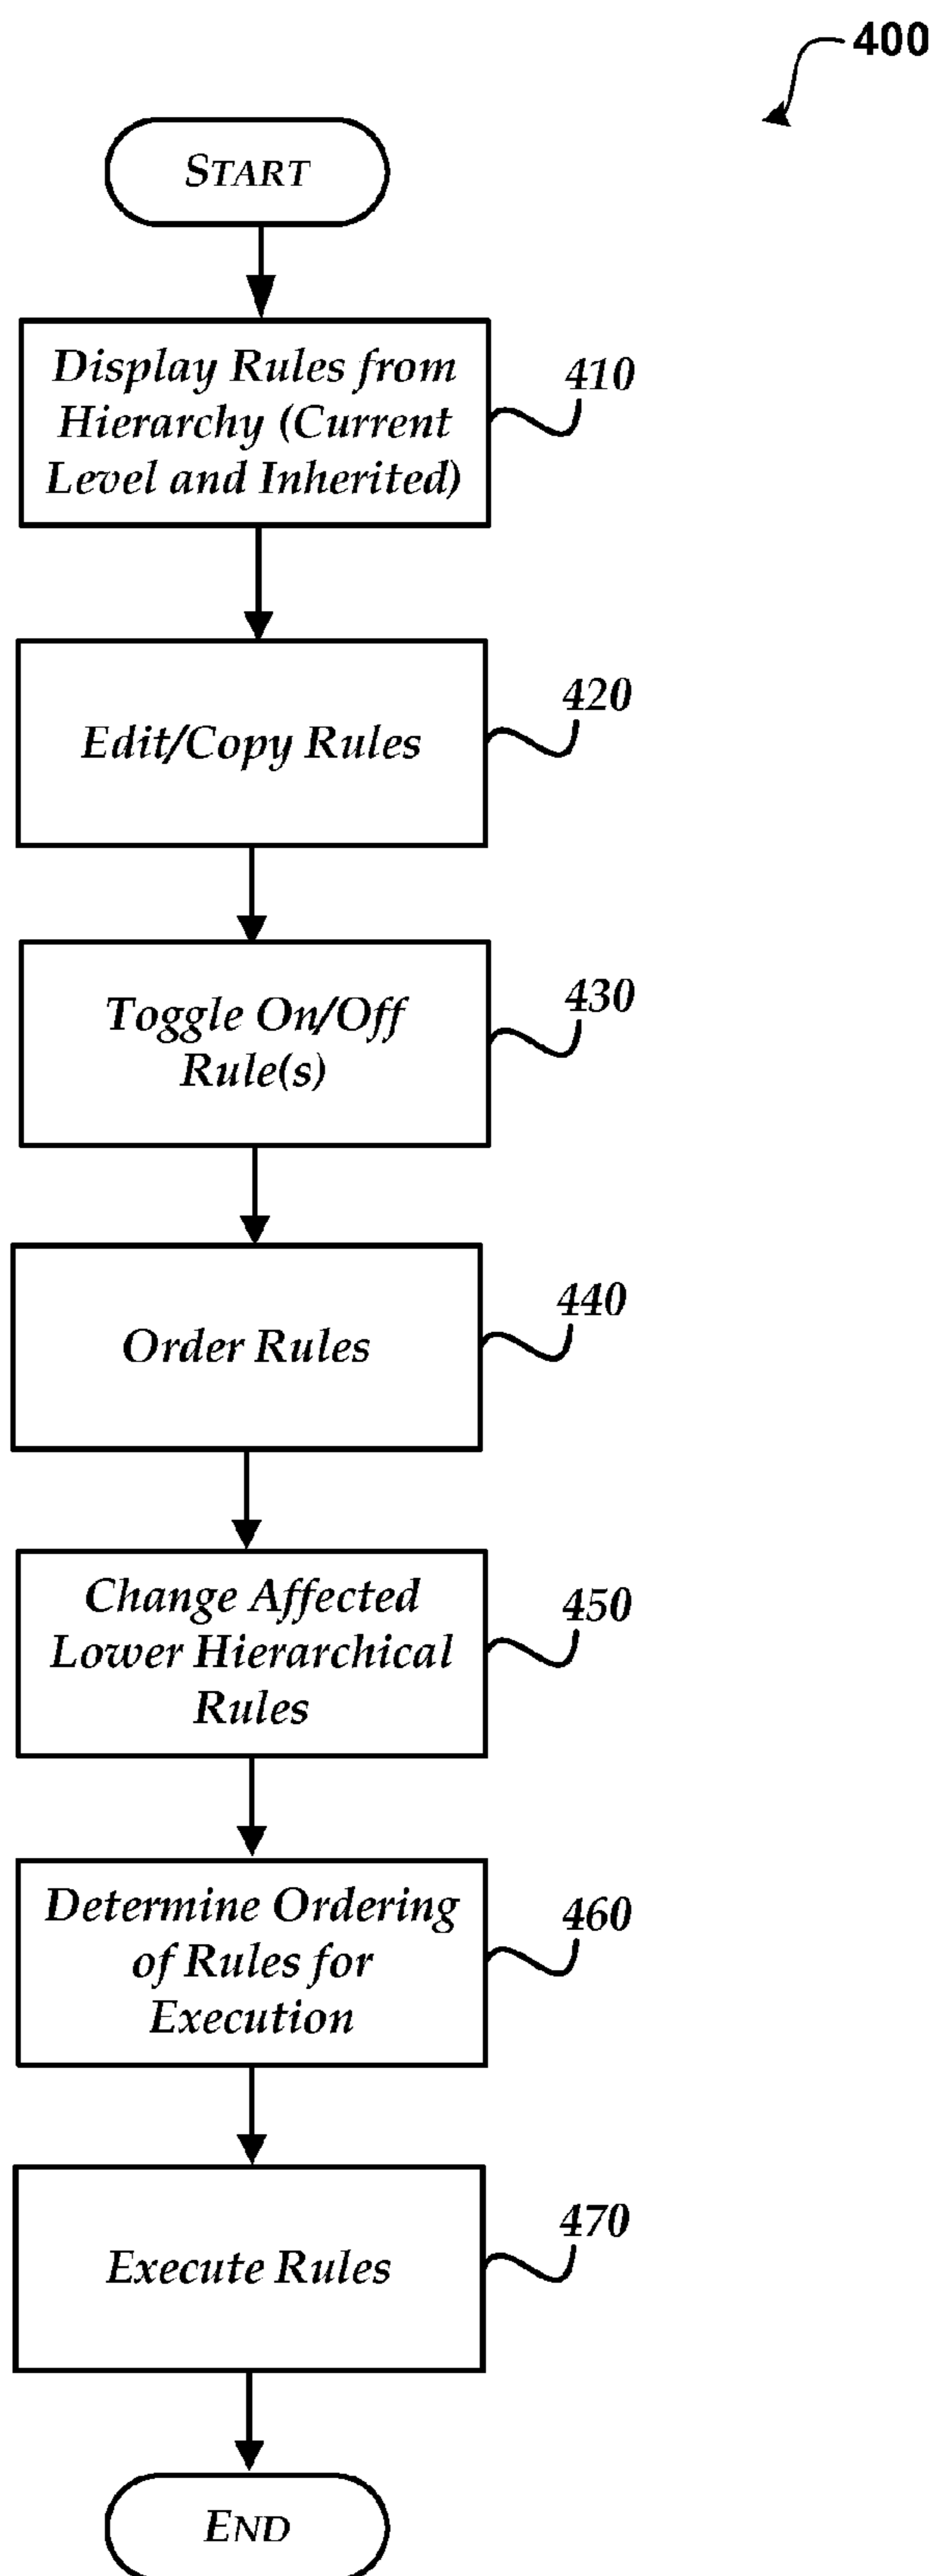 400
START
Display Rules from
Hierarchy (Current
Level and Inherited)
410
Edit/Copy Rules
420
Toggle On/Off
Rule(s)
430
Order Rules
440
Change Affected
Lower Hierarchical
Rules
450
Determine Ordering
of Rules for
Execution
460
Execute Rules
470
END